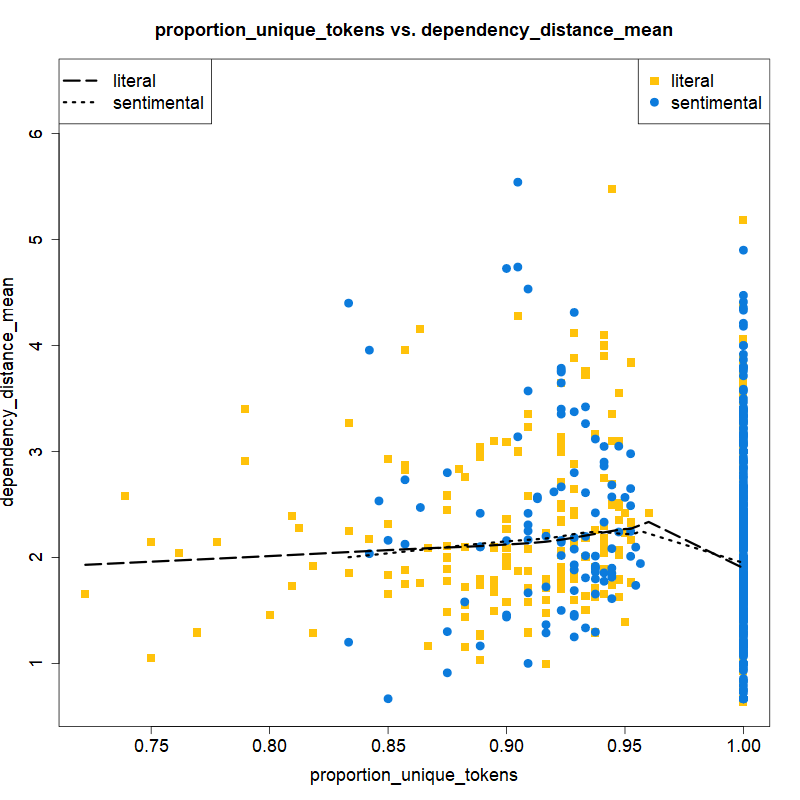 proportion_unique_tokens vs. dependency_distance_mean
literal
sentimental
literal
sentimental
dependency_distance_mean
6
5
4
3
2
1
0.75 0.80 0.85 0.90 0.95 1.00
proportion_unique_tokens